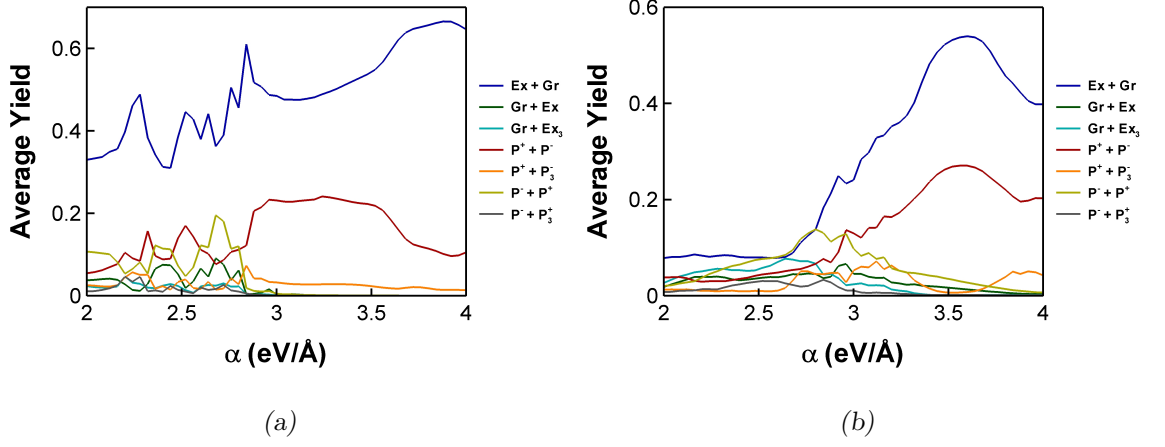 0.6
0.4
0.2
0
Average Yield
2
2.5
3
3.5
4
α (eV/Å)
Ex + Gr
Gr + Ex
Gr + Ex₃
P⁺ + P⁻
P⁺ + P₃⁻
P⁻ + P⁺
P⁻ + P₃⁺
(a)
0.6
0.4
0.2
0
Average Yield
2
2.5
3
3.5
4
α (eV/Å)
Ex + Gr
Gr + Ex
Gr + Ex₃
P⁺ + P⁻
P⁺ + P₃⁻
P⁻ + P⁺
P⁻ + P₃⁺
(b)